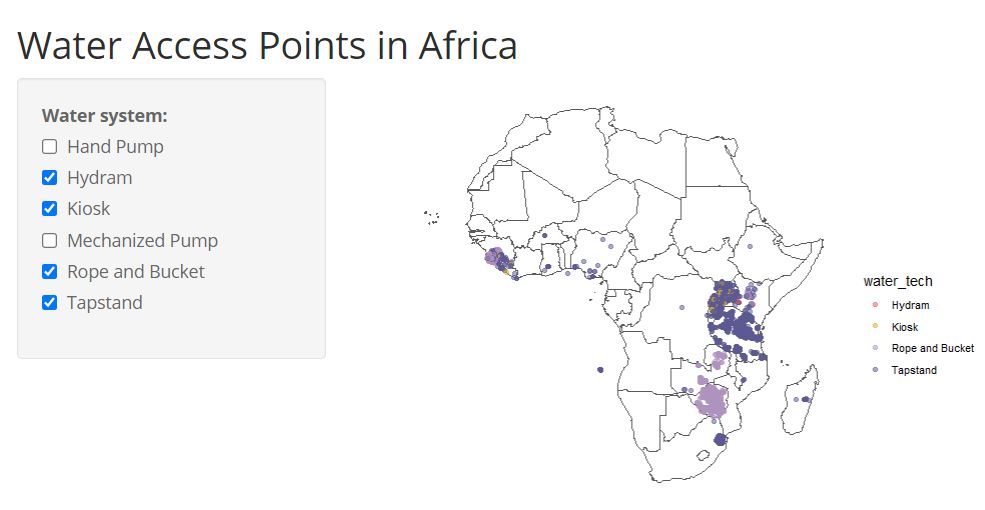 Water Access Points in Africa
Water system:
Hand Pump
Hydram
Kiosk
Mechanized Pump
Rope and Bucket
Tapstand
water_tech
Hydram
Kiosk
Rope and Bucket
Tapstand